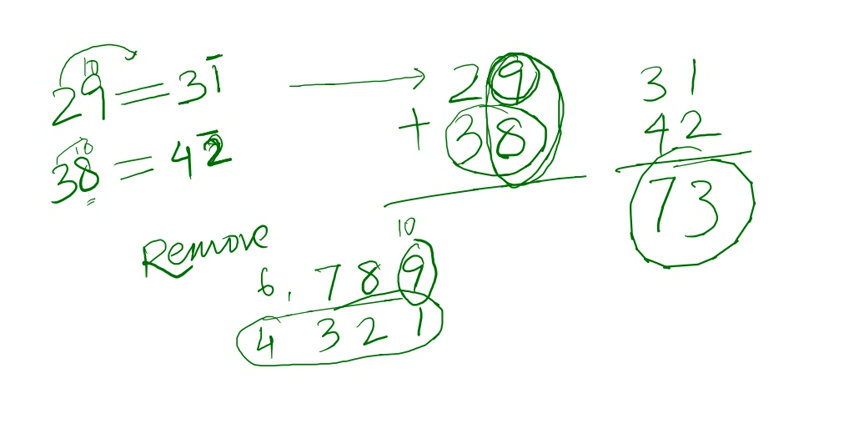 10
29 = 31̅
10
38 = 42̅
29
+ 38
31
42
73
Remove
10
6, 7 8 9
4 3 2 1